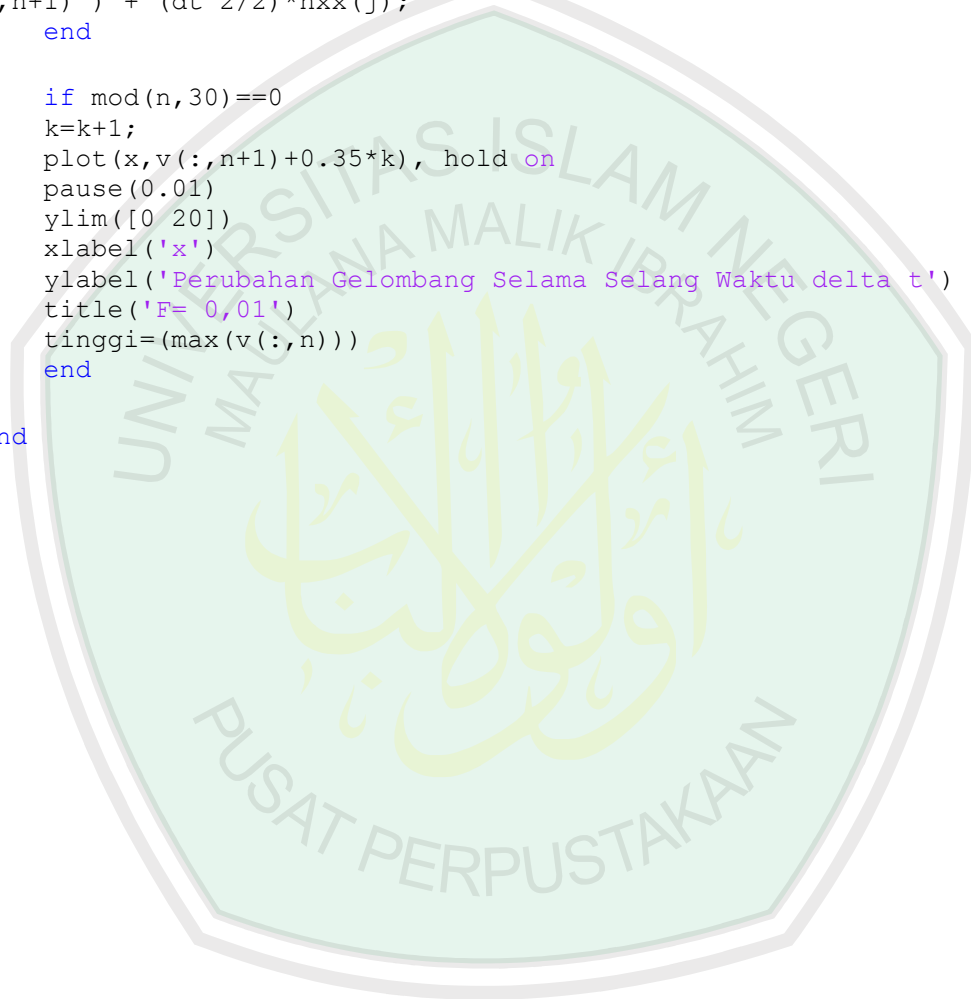 ,n+1) ) + (dt^2/2)*hxx(j);
end
if mod(n,30)==0
k=k+1;
plot(x,v(:,n+1)+0.35*k), hold on
pause(0.01)
ylim([0 20])
xlabel('x')
ylabel('Perubahan Gelombang Selama Selang Waktu delta t')
title('F= 0,01')
tinggi=(max(v(:,n)))
end
nd
UNIVERSITAS ISLAM NEGERI
MAULANA MALIK IBRAHIM
أولو الألباب
PUSAT PERPUSTAKAAN